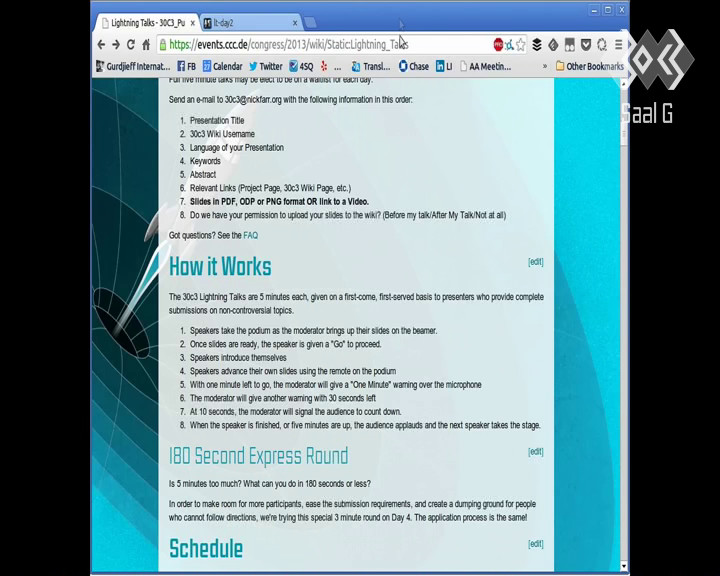 Lightning Talks - 30C3_Pu
lt-day2
https://events.ccc.de/congress/2013/wiki/Static:Lightning_Talks
Gurdjieff Internat...
FB
Calendar
Twitter
4SQ
...
Transl...
Chase
LI
AA Meetin...
»
Other Bookmarks
Saal G
Full five minute talks may elect to be on a waitlist for each day.
Send an e-mail to 30c3@nickfarr.org with the following information in this order:
1. Presentation Title
2. 30c3 Wiki Username
3. Language of your Presentation
4. Keywords
5. Abstract
6. Relevant Links (Project Page, 30c3 Wiki Page, etc.)
7. Slides in PDF, ODP or PNG format OR link to a Video.
8. Do we have your permission to upload your slides to the wiki? (Before my talk/After My Talk/Not at all)
Got questions? See the FAQ
How it Works
[edit]
The 30c3 Lightning Talks are 5 minutes each, given on a first-come, first-served basis to presenters who provide complete
submissions on non-controversial topics.
1. Speakers take the podium as the moderator brings up their slides on the beamer.
2. Once slides are ready, the speaker is given a "Go" to proceed.
3. Speakers introduce themselves
4. Speakers advance their own slides using the remote on the podium
5. With one minute left to go, the moderator will give a "One Minute" warning over the microphone
6. The moderator will give another warning with 30 seconds left
7. At 10 seconds, the moderator will signal the audience to count down.
8. When the speaker is finished, or five minutes are up, the audience applauds and the next speaker takes the stage.
180 Second Express Round
[edit]
Is 5 minutes too much? What can you do in 180 seconds or less?
In order to make room for more participants, ease the submission requirements, and create a dumping ground for people
who cannot follow directions, we're trying this special 3 minute round on Day 4. The application process is the same!
Schedule
[edit]